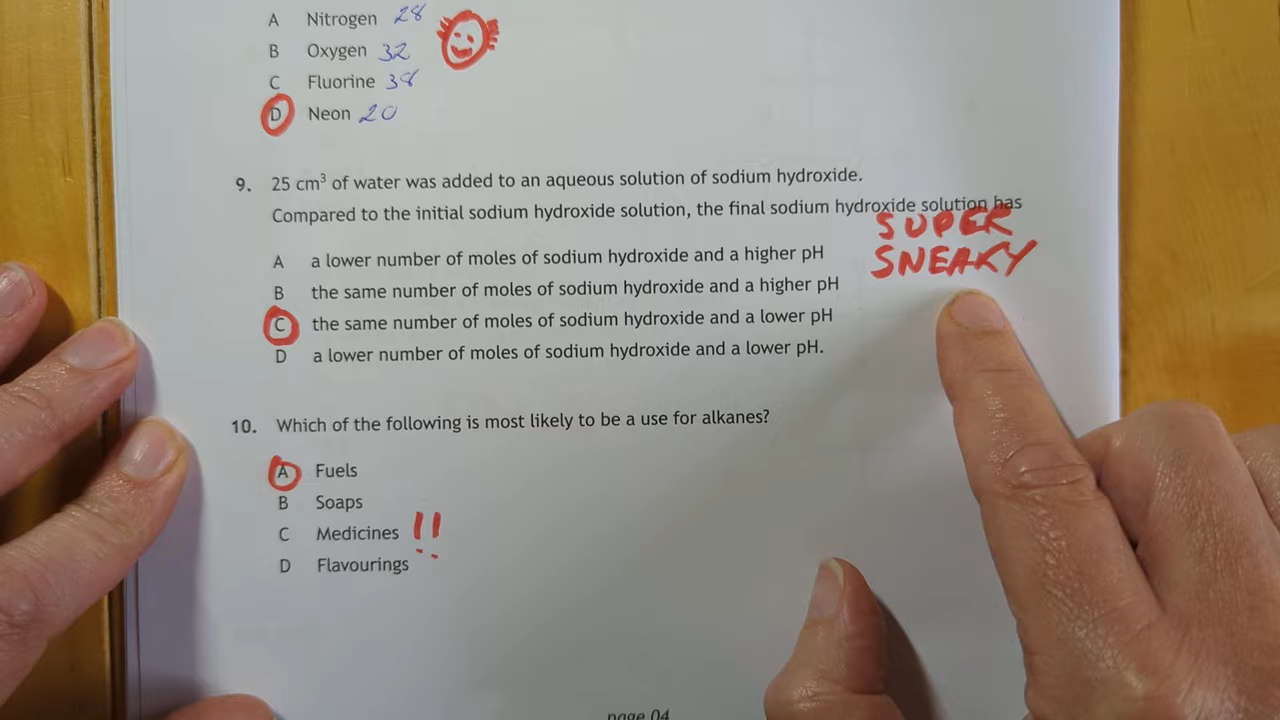 A Nitrogen 28
B Oxygen 32
C Fluorine 38
D Neon 20
9. 25 cm³ of water was added to an aqueous solution of sodium hydroxide.
Compared to the initial sodium hydroxide solution, the final sodium hydroxide solution has
SUPER
SNEAKY
A a lower number of moles of sodium hydroxide and a higher pH
B the same number of moles of sodium hydroxide and a higher pH
C the same number of moles of sodium hydroxide and a lower pH
D a lower number of moles of sodium hydroxide and a lower pH.
10. Which of the following is most likely to be a use for alkanes?
A Fuels
B Soaps
C Medicines !!
D Flavourings
page 04